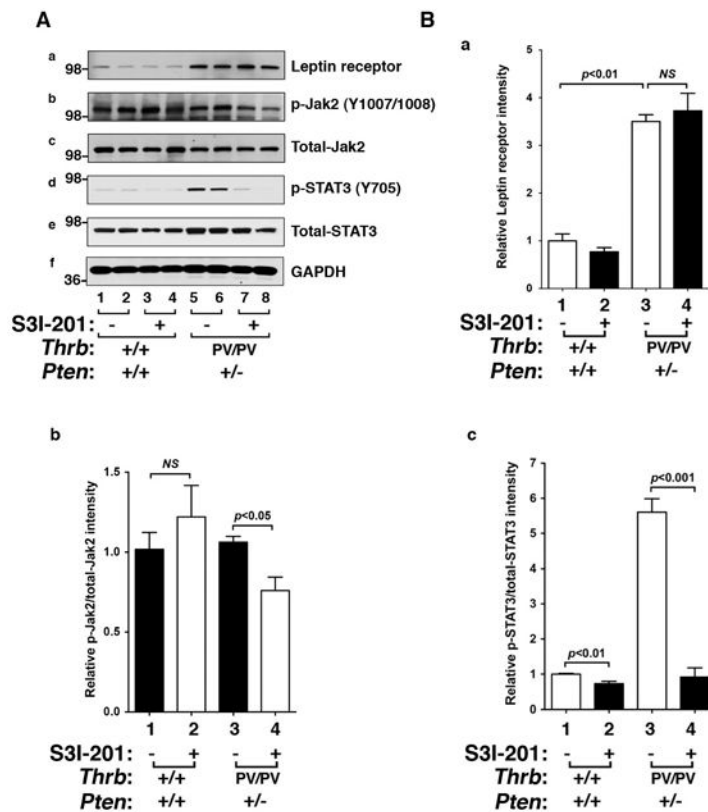 A
a
98
Leptin receptor
b
98
p-Jak2 (Y1007/1008)
c
98
Total-Jak2
d
98
p-STAT3 (Y705)
e
98
Total-STAT3
f
36
GAPDH
1 2 3 4 5 6 7 8
S3I-201: - + - +
Thrb: +/+ PV/PV
Pten: +/+ +/-
B
a
Relative Leptin receptor intensity
5
4
3
2
1
0
p<0.01
NS
1 2 3 4
S3I-201: - + - +
Thrb: +/+ PV/PV
Pten: +/+ +/-
b
Relative p-Jak2/total-Jak2 intensity
1.5
1.0
0.5
0.0
NS
p<0.05
1 2 3 4
S3I-201: - + - +
Thrb: +/+ PV/PV
Pten: +/+ +/-
c
Relative p-STAT3/total-STAT3 intensity
7
6
5
4
3
2
1
0
p<0.01
p<0.001
1 2 3 4
S3I-201: - + - +
Thrb: +/+ PV/PV
Pten: +/+ +/-